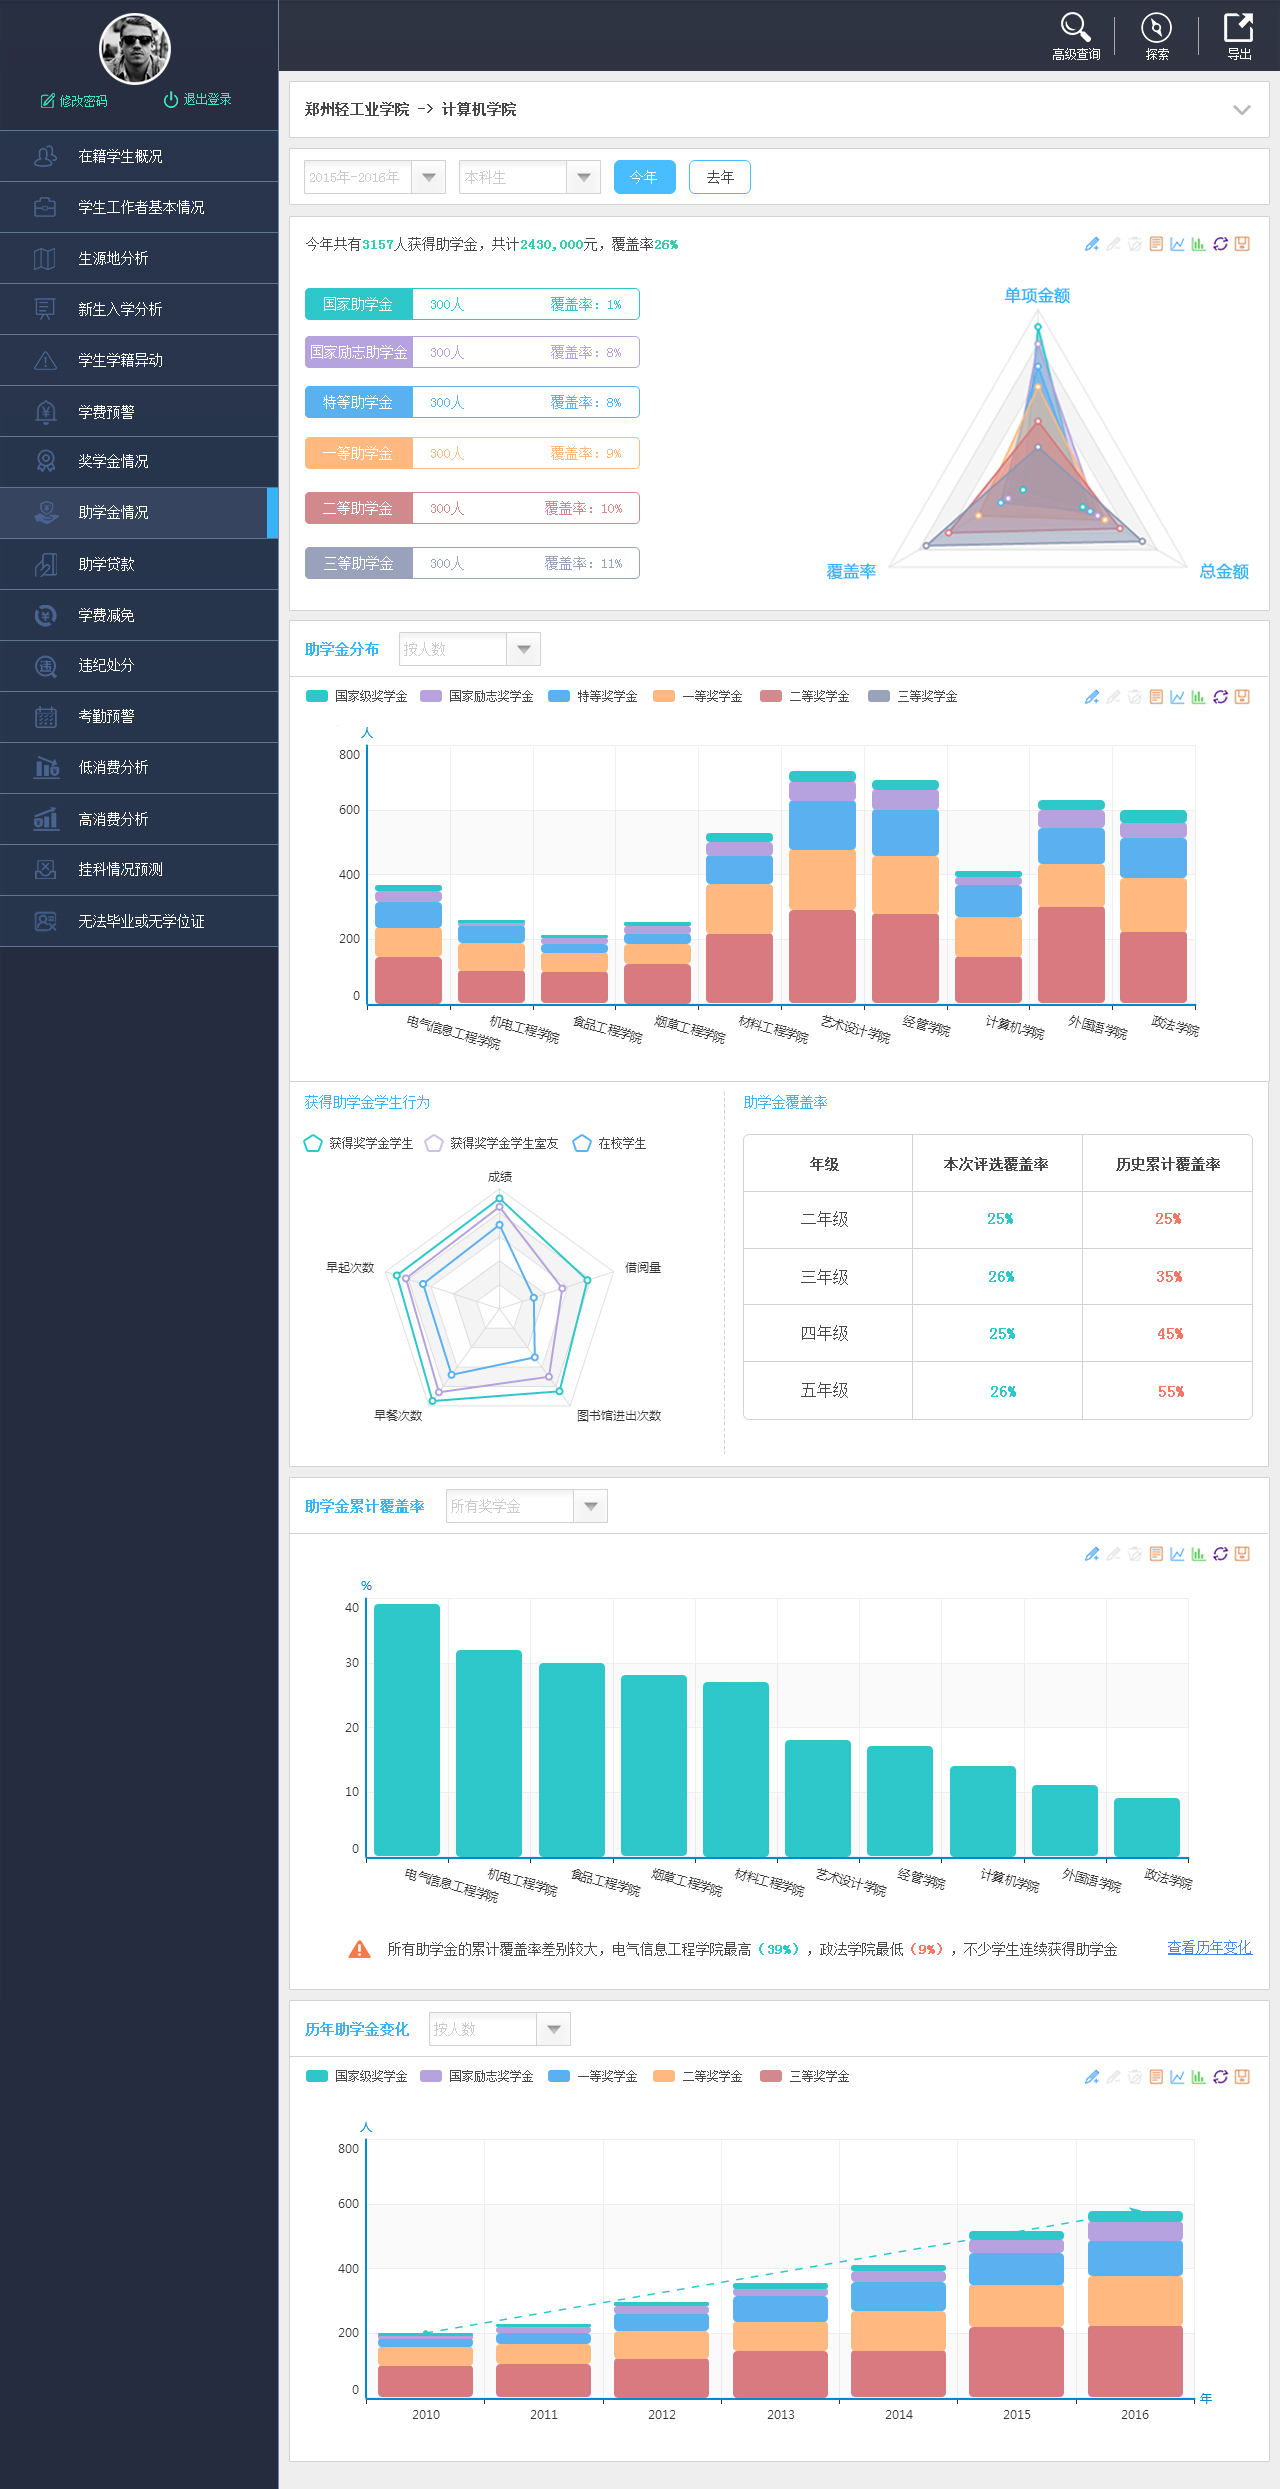 高级查询
探索
导出
修改密码
退出登录
在籍学生概况
学生工作者基本情况
生源地分析
新生入学分析
学生学籍异动
学费预警
奖学金情况
助学金情况
助学贷款
学费减免
违纪处分
考勤预警
低消费分析
高消费分析
挂科情况预测
无法毕业或无学位证
郑州轻工业学院 -> 计算机学院
2015年-2016年
本科生
今年
去年
今年共有3157人获得助学金，共计2430,000元，覆盖率26%
国家助学金 300人 覆盖率：1%
国家励志助学金 300人 覆盖率：8%
特等助学金 300人 覆盖率：8%
一等助学金 300人 覆盖率：9%
二等助学金 300人 覆盖率：10%
三等助学金 300人 覆盖率：11%
单项金额
覆盖率
总金额
助学金分布
按人数
国家级奖学金 国家励志奖学金 特等奖学金 一等奖学金 二等奖学金 三等奖学金
人
800
600
400
200
0
电气信息工程学院 机电工程学院 食品工程学院 烟草工程学院 材料工程学院 艺术设计学院 经管学院 计算机学院 外国语学院 政法学院
获得助学金学生行为
获得奖学金学生 获得奖学金学生室友 在校学生
成绩
早起次数
借阅量
早餐次数
图书馆进出次数
助学金覆盖率
年级 本次评选覆盖率 历史累计覆盖率
二年级 25% 25%
三年级 26% 35%
四年级 25% 45%
五年级 26% 55%
助学金累计覆盖率
所有奖学金
%
40
30
20
10
0
电气信息工程学院 机电工程学院 食品工程学院 烟草工程学院 材料工程学院 艺术设计学院 经管学院 计算机学院 外国语学院 政法学院
所有助学金的累计覆盖率差别较大，电气信息工程学院最高（39%），政法学院最低（9%），不少学生连续获得助学金
查看历年变化
历年助学金变化
按人数
国家级奖学金 国家励志奖学金 一等奖学金 二等奖学金 三等奖学金
人
800
600
400
200
0
2010 2011 2012 2013 2014 2015 2016
年